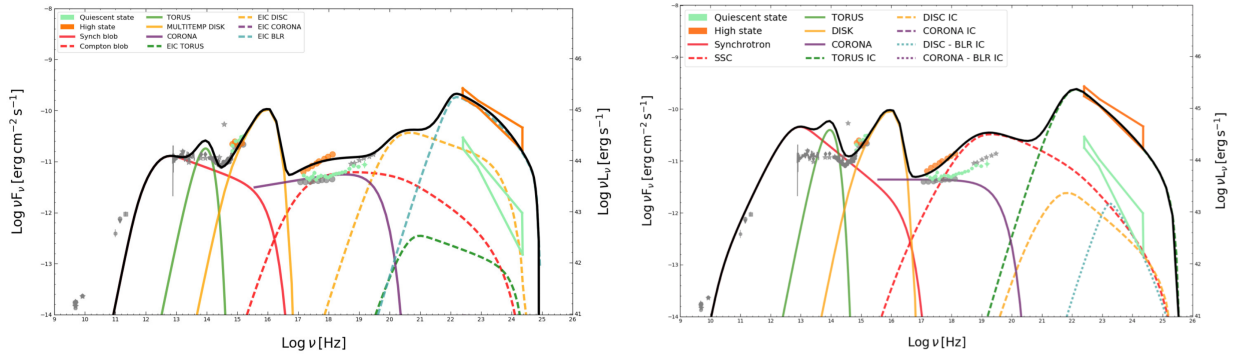 Quiescent state
High state
Synch blob
Compton blob
TORUS
MULTITEMP DISK
CORONA
EIC TORUS
EIC DISC
EIC CORONA
EIC BLR
-8
-9
-10
-11
-12
-13
-14
Log νFν [erg cm⁻² s⁻¹]
46
45
44
43
42
41
Log νLν [erg s⁻¹]
9 10 11 12 13 14 15 16 17 18 19 20 21 22 23 24 25 26
Log ν [Hz]
Quiescent state
High state
Synchrotron
SSC
TORUS
DISK
CORONA
TORUS IC
DISC IC
CORONA IC
DISC - BLR IC
CORONA - BLR IC
-8
-9
-10
-11
-12
-13
-14
Log νFν [erg cm⁻² s⁻¹]
46
45
44
43
42
41
Log νLν [erg s⁻¹]
9 10 11 12 13 14 15 16 17 18 19 20 21 22 23 24 25 26
Log ν [Hz]